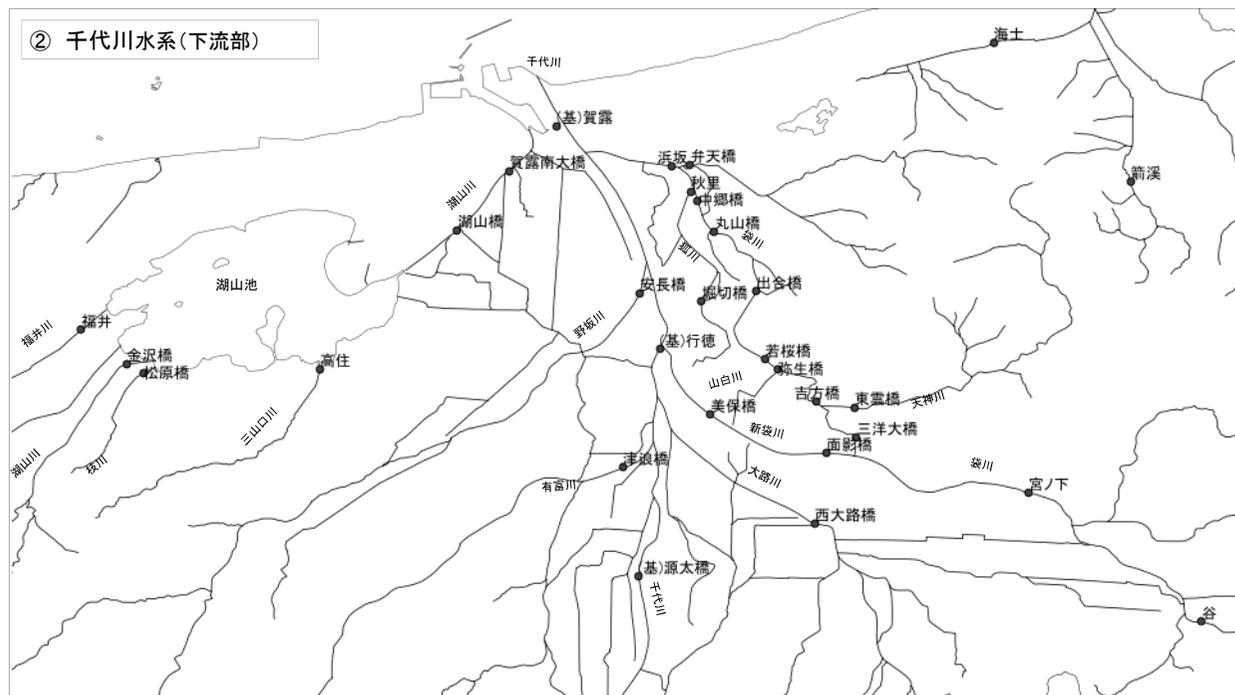 ② 千代川水系(下流部)
千代川
海士
(基)賀露
賀露南大橋
浜坂
弁天橋
箭溪
秋里
中郷橋
湖山川
湖山橋
丸山橋
袋川
狐川
湖山池
安長橋
堀切橋
出合橋
福井川
福井
野坂川
(基)行徳
金沢橋
松原橋
高住
若桜橋
弥生橋
山白川
吉方橋
東雲橋
天神川
美保橋
三山口川
新袋川
三洋大橋
面影橋
湖山川
枝川
津浪橋
有富川
大路川
袋川
宮ノ下
西大路橋
基)源太橋
千代川
谷